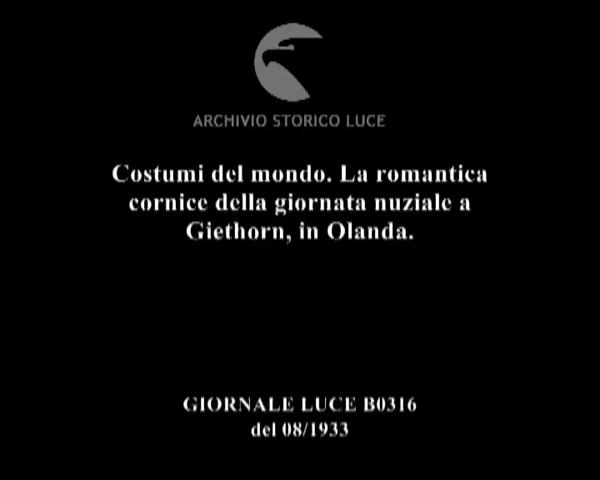 ARCHIVIO STORICO LUCE
Costumi del mondo. La romantica
cornice della giornata nuziale a
Giethorn, in Olanda.
GIORNALE LUCE B0316
del 08/1933